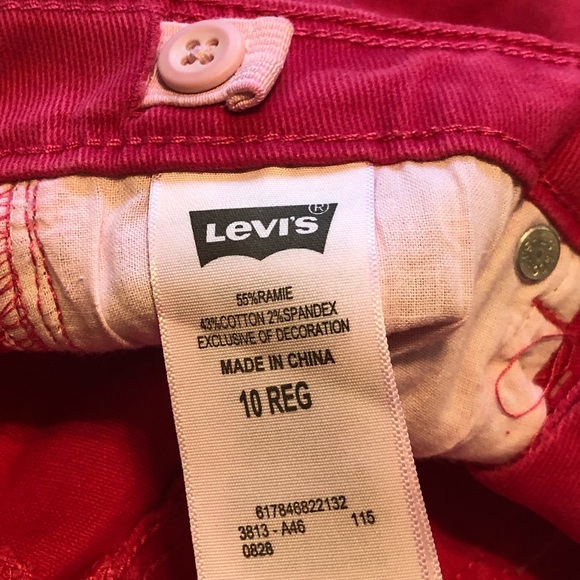 Levi's ®
55%RAMIE
43%COTTON 2%SPANDEX
EXCLUSIVE OF DECORATION
MADE IN CHINA
10 REG
617846822132
3813 - A46 115
0828